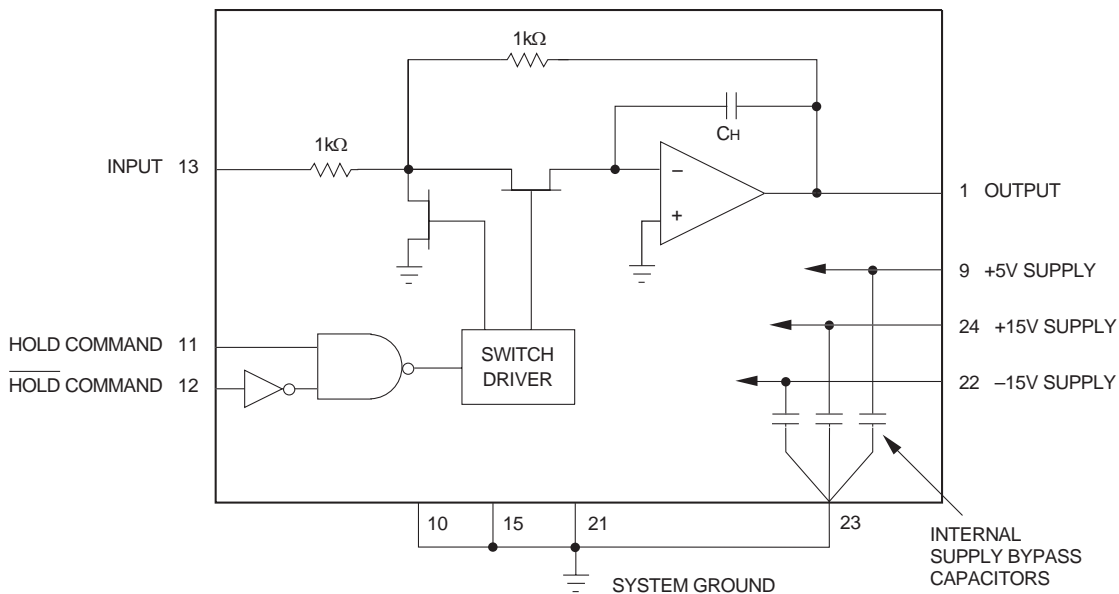 1kΩ
1kΩ
CH
INPUT 13
−
+
1 OUTPUT
9 +5V SUPPLY
24 +15V SUPPLY
22 –15V SUPPLY
HOLD COMMAND 11
HOLD COMMAND 12
SWITCH
DRIVER
10 15 21 23
SYSTEM GROUND
INTERNAL
SUPPLY BYPASS
CAPACITORS